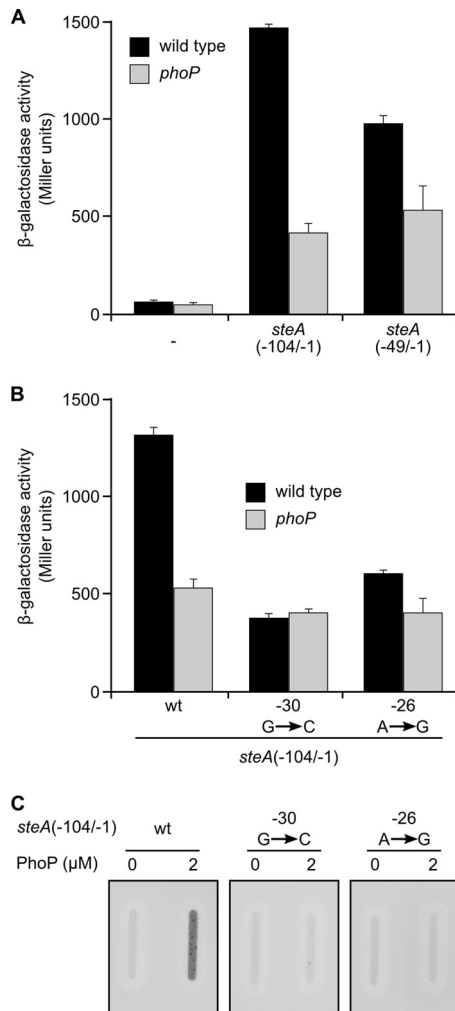 A
1500
wild type
phoP
1000
500
0
β-galactosidase activity
(Miller units)
-
steA
(-104/-1)
steA
(-49/-1)
B
1500
1000
wild type
phoP
500
0
β-galactosidase activity
(Miller units)
wt
-30
G→C
-26
A→G
steA(-104/-1)
C
steA(-104/-1)
wt
-30
G→C
-26
A→G
PhoP (μM)
0 2 0 2 0 2